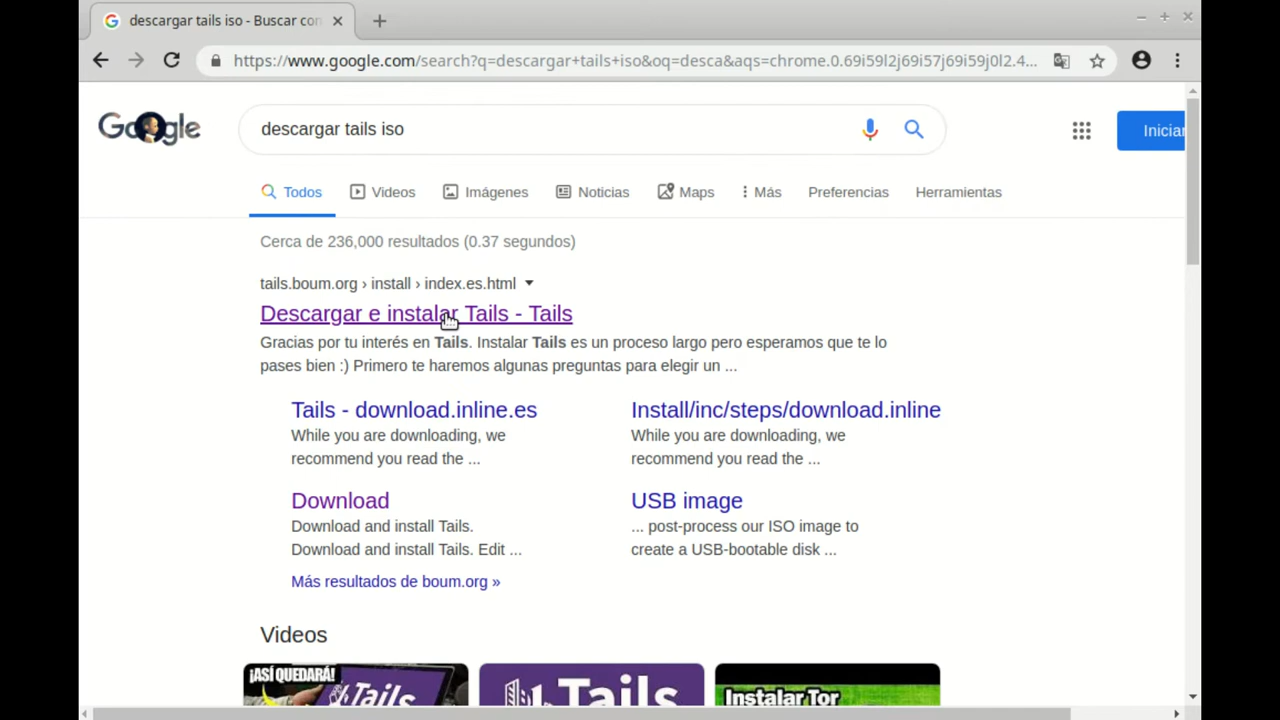 descargar tails iso - Buscar con
https://www.google.com/search?q=descargar+tails+iso&oq=desca&aqs=chrome.0.69i59l2j69i57j69i59j0l2.4...
Google
descargar tails iso
Iniciar
Todos Videos Imágenes Noticias Maps Más Preferencias Herramientas
Cerca de 236,000 resultados (0.37 segundos)
tails.boum.org › install › index.es.html
Descargar e instalar Tails - Tails
Gracias por tu interés en Tails. Instalar Tails es un proceso largo pero esperamos que te lo
pases bien :) Primero te haremos algunas preguntas para elegir un ...
Tails - download.inline.es
While you are downloading, we
recommend you read the ...
Install/inc/steps/download.inline
While you are downloading, we
recommend you read the ...
Download
Download and install Tails.
Download and install Tails. Edit ...
USB image
... post-process our ISO image to
create a USB-bootable disk ...
Más resultados de boum.org »
Videos
¡ASÍ QUEDARÁ!
Tails
Tails
Instalar Tor